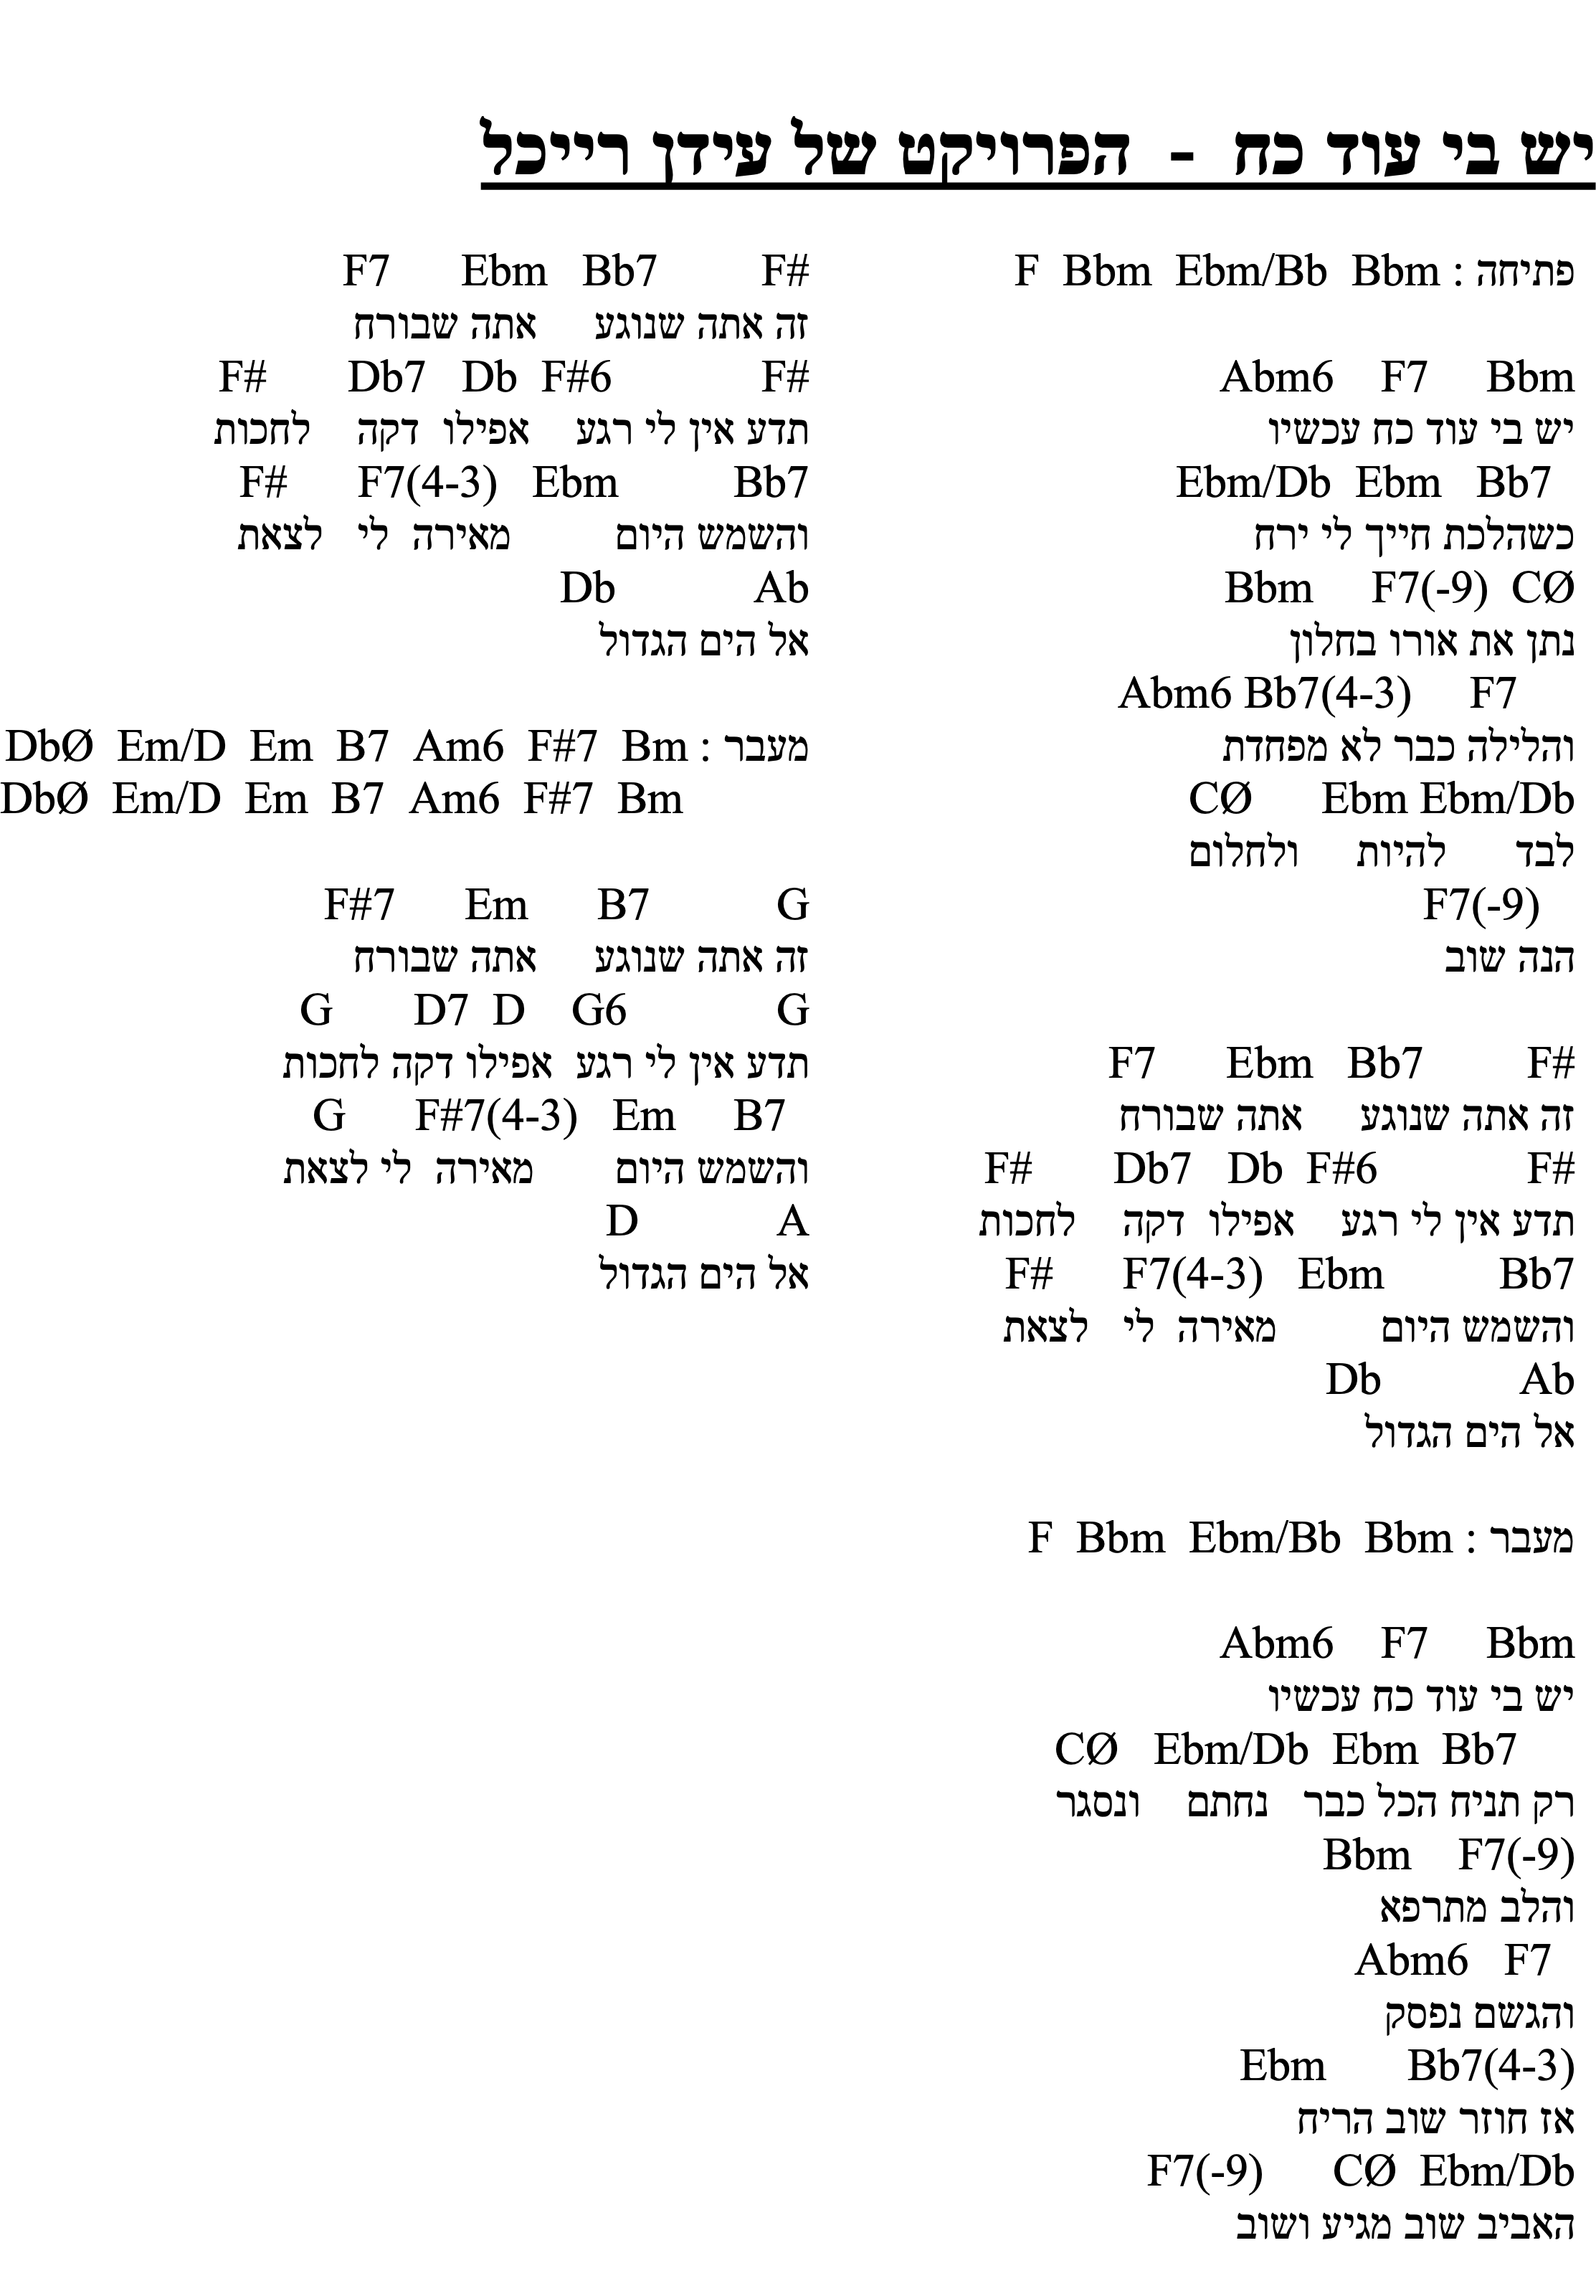 יש בי עוד כח - הפרויקט של עידן רייכל
פתיחה : F Bbm Ebm/Bb Bbm
Abm6 F7 Bbm
יש בי עוד כח עכשיו
Ebm/Db Ebm Bb7
כשהלכת חייך לי ירח
Bbm F7(-9) CØ
נתן את אורו בחלון
Abm6 Bb7(4-3) F7
והלילה כבר לא מפחדת
CØ Ebm Ebm/Db
לבד להיות ולחלום
F7(-9)
הנה שוב
F7 Ebm Bb7 F#
זה אתה שנוגע אתה שבורח
F# Db7 Db F#6 F#
תדע אין לי רגע אפילו דקה לחכות
F# F7(4-3) Ebm Bb7
והשמש היום מאירה לי לצאת
Db Ab
אל הים הגדול
מעבר : F Bbm Ebm/Bb Bbm
Abm6 F7 Bbm
יש בי עוד כח עכשיו
CØ Ebm/Db Ebm Bb7
רק תניח הכל כבר נחתם ונסגר
Bbm F7(-9)
והלב מתרפא
Abm6 F7
והגשם נפסק
Ebm Bb7(4-3)
אז חוזר שוב הריח
F7(-9) CØ Ebm/Db
האביב שוב מגיע ושוב
F7 Ebm Bb7 F#
זה אתה שנוגע אתה שבורח
F# Db7 Db F#6 F#
תדע אין לי רגע אפילו דקה לחכות
F# F7(4-3) Ebm Bb7
והשמש היום מאירה לי לצאת
Db Ab
אל הים הגדול
מעבר : DbØ Em/D Em B7 Am6 F#7 Bm
DbØ Em/D Em B7 Am6 F#7 Bm
F#7 Em B7 G
זה אתה שנוגע אתה שבורח
G D7 D G6 G
תדע אין לי רגע אפילו דקה לחכות
G F#7(4-3) Em B7
והשמש היום מאירה לי לצאת
D A
אל הים הגדול